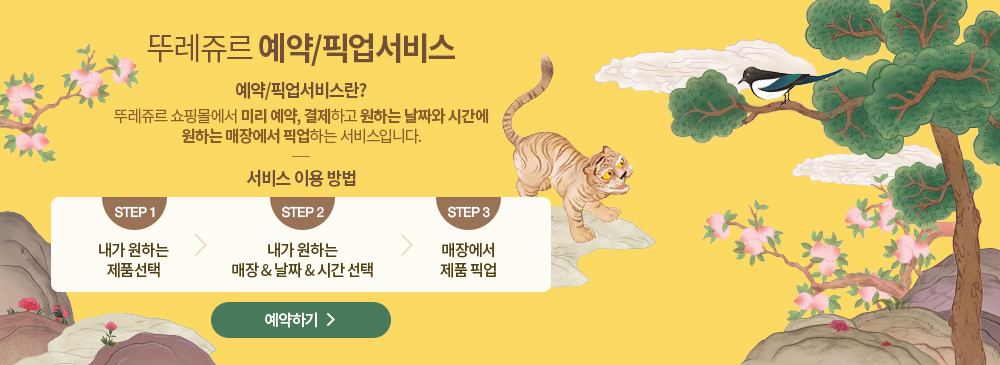 뚜레쥬르 예약/픽업서비스
예약/픽업서비스란?
뚜레쥬르 쇼핑몰에서 미리 예약, 결제하고 원하는 날짜와 시간에
원하는 매장에서 픽업하는 서비스입니다.
서비스 이용 방법
STEP 1
내가 원하는
제품선택
STEP 2
내가 원하는
매장 & 날짜 & 시간 선택
STEP 3
매장에서
제품 픽업
예약하기 >